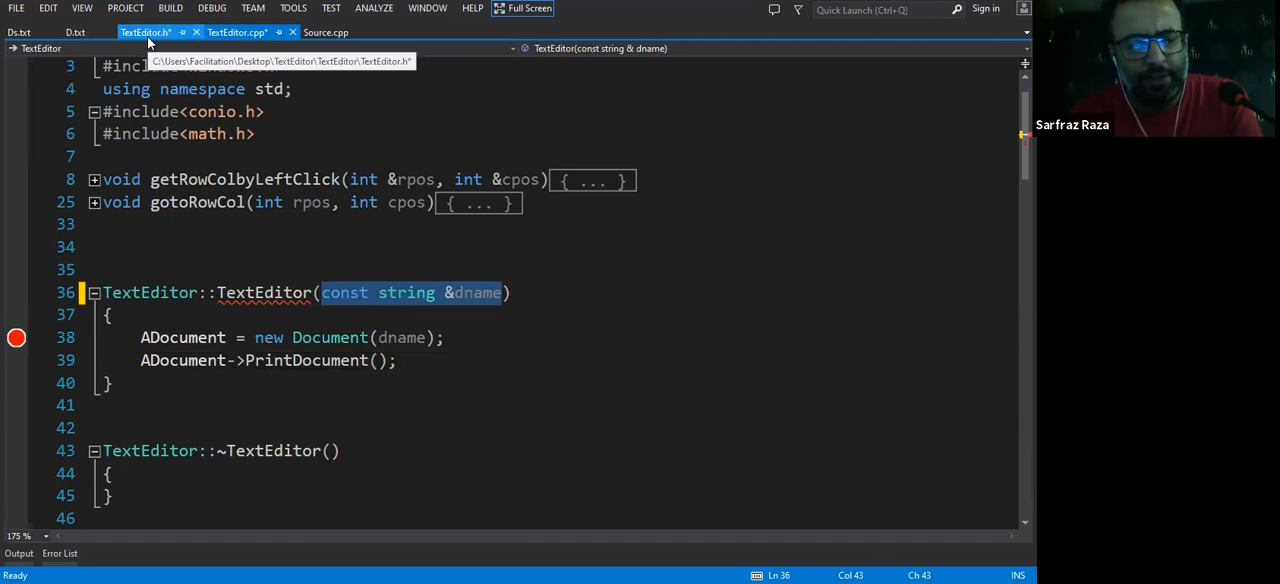 FILE EDIT VIEW PROJECT BUILD DEBUG TEAM TOOLS TEST ANALYZE WINDOW HELP Full Screen Quick Launch (Ctrl+Q) Sign in
Ds.txt D.txt TextEditor.h* TextEditor.cpp* Source.cpp
TextEditor TextEditor(const string & dname)
C:\Users\Facilitation\Desktop\TextEditor\TextEditor\TextEditor.h*
3
4 using namespace std;
5 #include<conio.h>
6 #include<math.h>
7
8 void getRowColbyLeftClick(int &rpos, int &cpos){ ... }
25 void gotoRowCol(int rpos, int cpos){ ... }
33
34
35
36 TextEditor::TextEditor(const string &dname)
37 {
38 ADocument = new Document(dname);
39 ADocument->PrintDocument();
40 }
41
42
43 TextEditor::~TextEditor()
44 {
45 }
46
175 %
Output Error List
Ready Ln 36 Col 43 Ch 43 INS
Sarfraz Raza